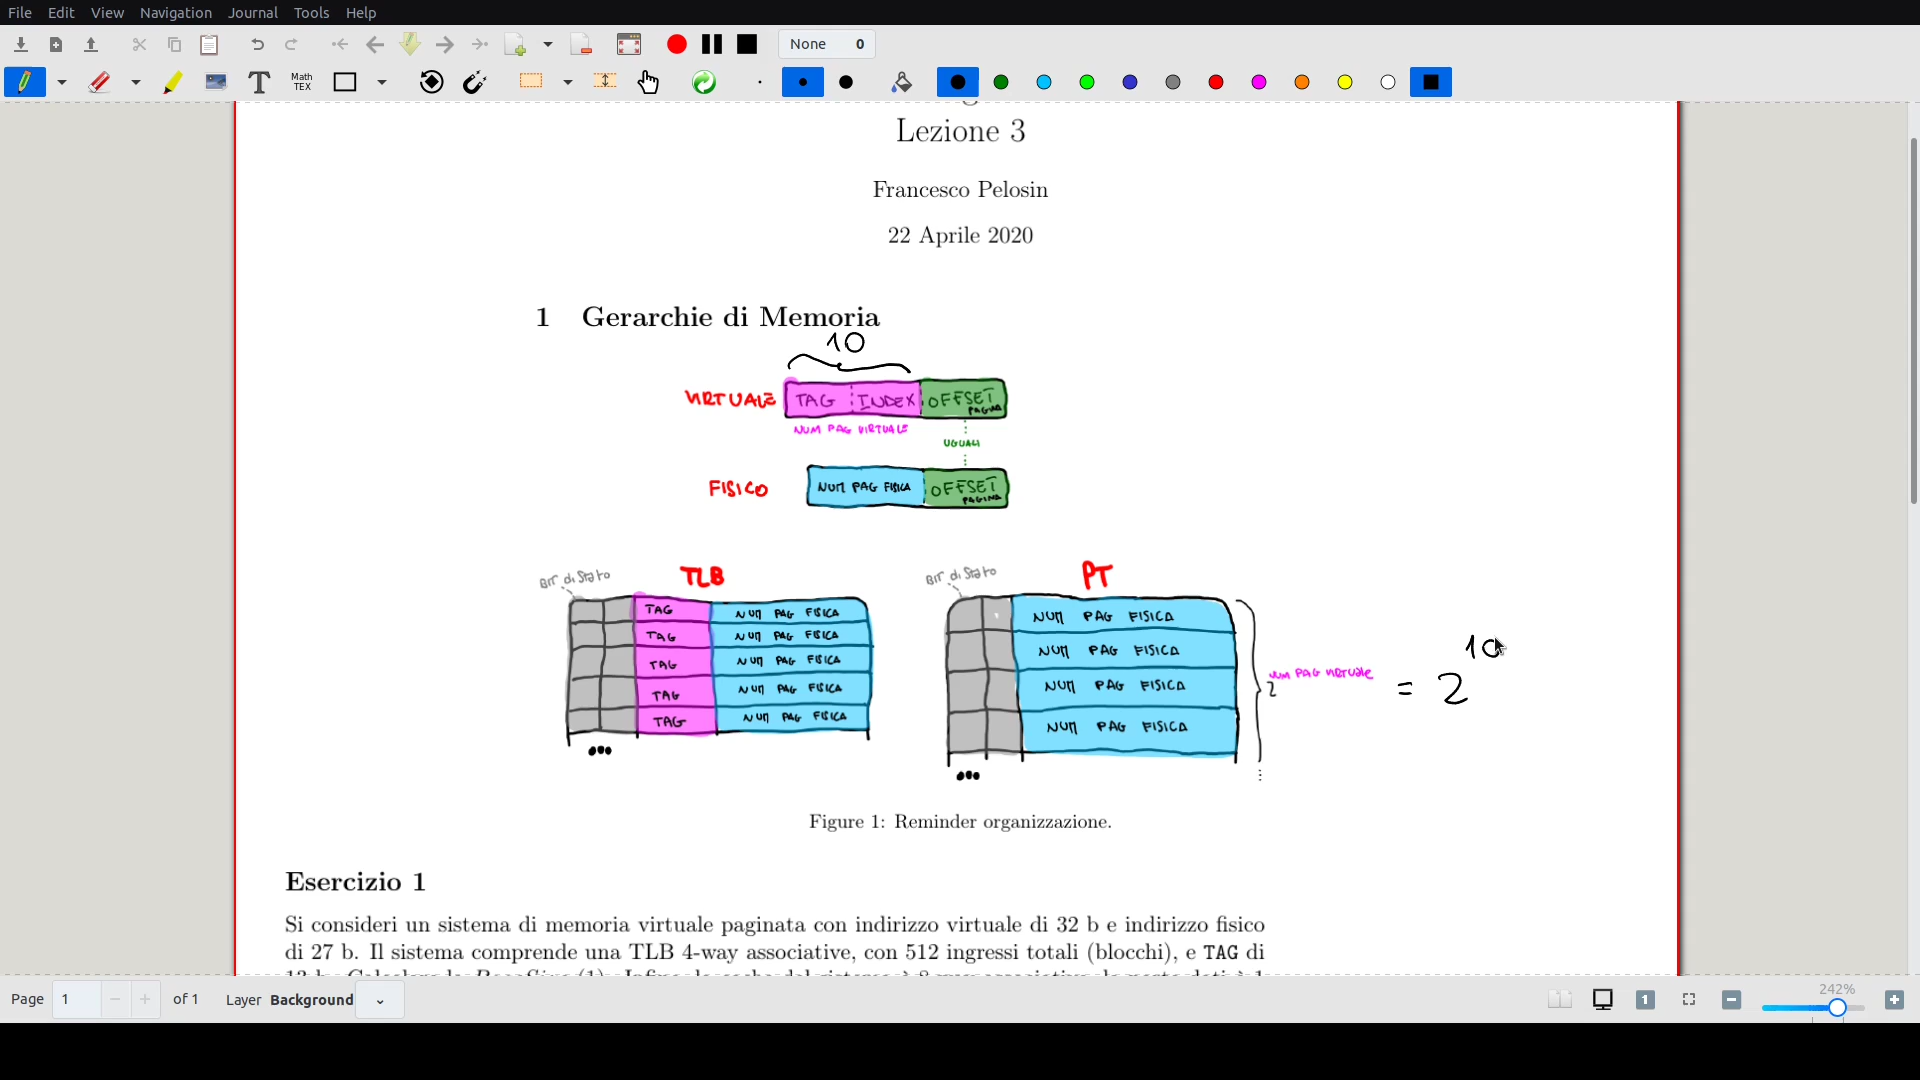 File Edit View Navigation Journal Tools Help
None 0
Math
TEX
Lezione 3
Francesco Pelosin
22 Aprile 2020
1 Gerarchie di Memoria
10
VIRTUALE TAG INDEX OFFSET
PAGINA
NUM PAG VIRTUALE
UGUALI
FISICO NUM PAG FISICA OFFSET
PAGINA
BIT di Stato TLB
TAG NUM PAG FISICA
TAG NUM PAG FISICA
TAG NUM PAG FISICA
TAG NUM PAG FISICA
TAG NUM PAG FISICA
BIT di Stato PT
NUM PAG FISICA
NUM PAG FISICA
NUM PAG FISICA
NUM PAG FISICA
2 NUM PAG VIRTUALE = 2 10
Figure 1: Reminder organizzazione.
Esercizio 1
Si consideri un sistema di memoria virtuale paginata con indirizzo virtuale di 32 b e indirizzo fisico
di 27 b. Il sistema comprende una TLB 4-way associative, con 512 ingressi totali (blocchi), e TAG di
Page 1 of 1 Layer Background 1 242%